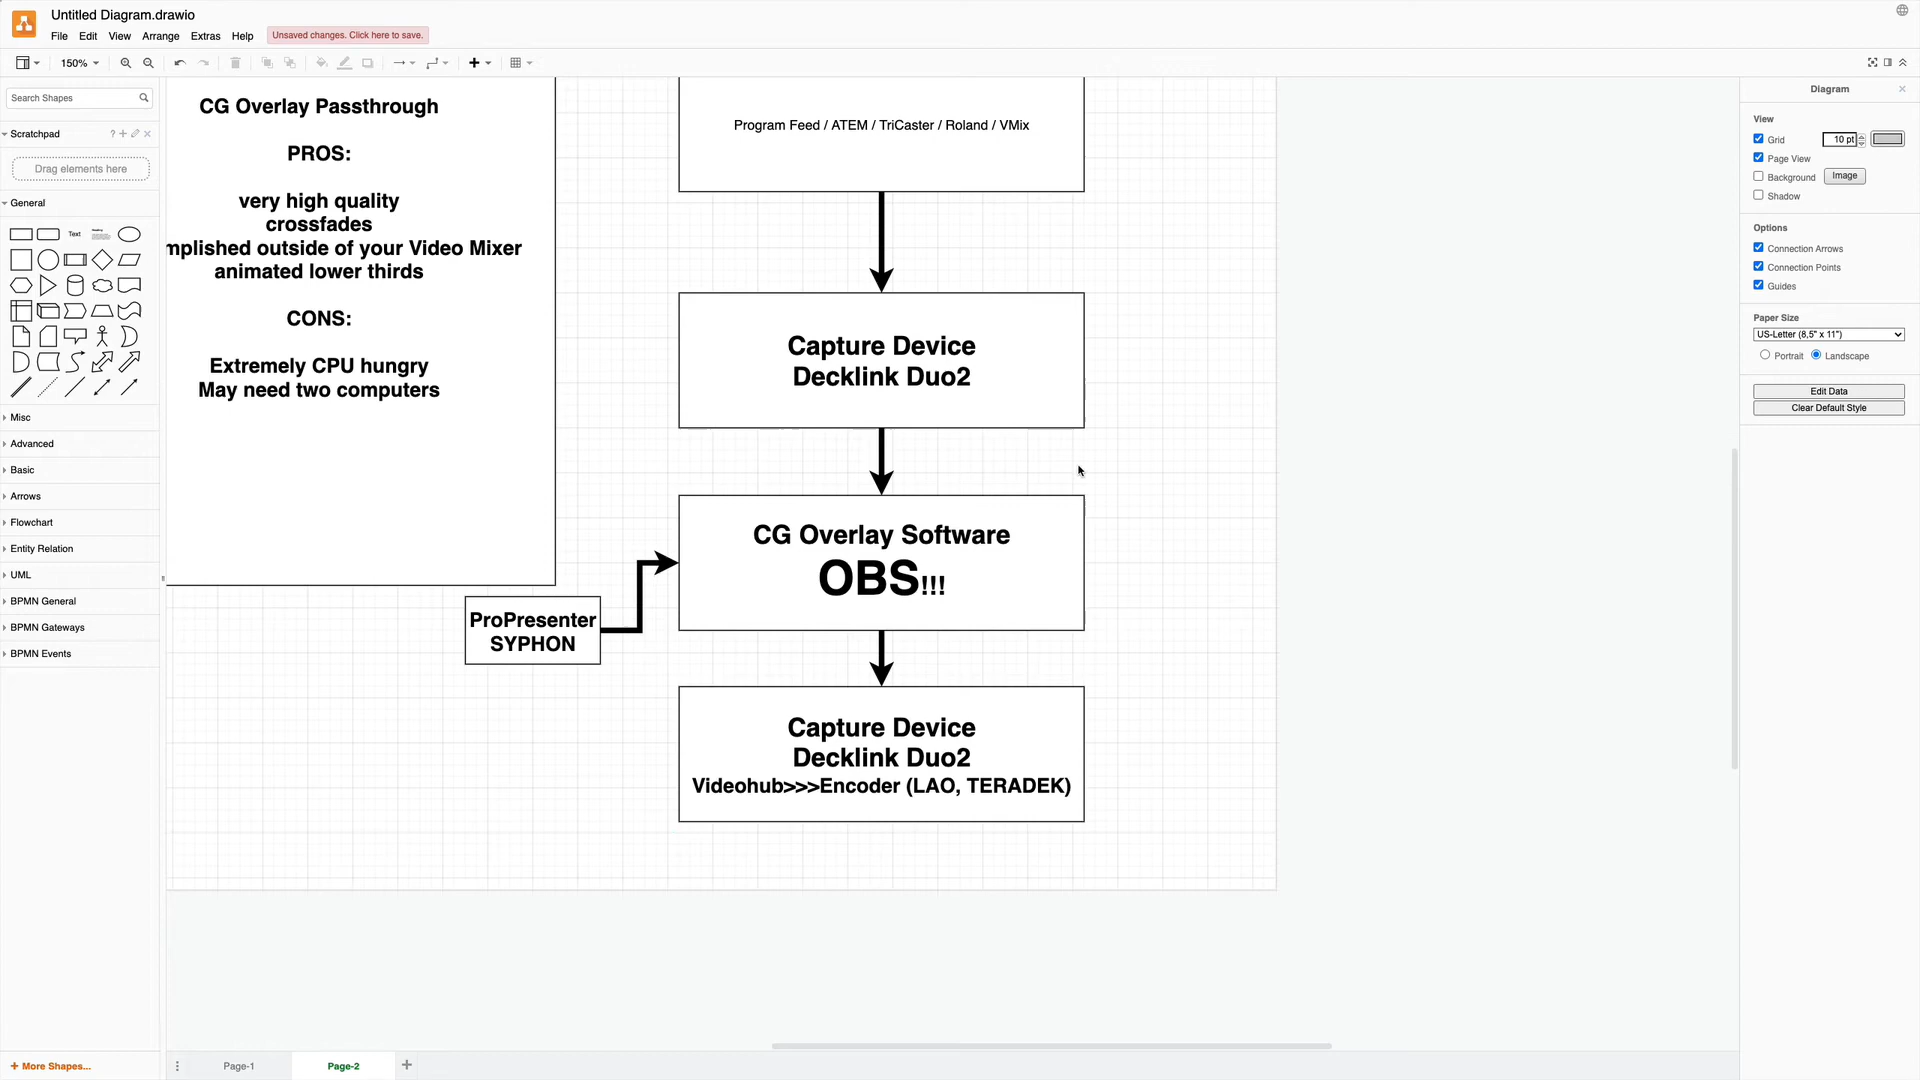 Untitled Diagram.drawio
File Edit View Arrange Extras Help Unsaved changes. Click here to save.
150%
Search Shapes
Scratchpad
?
Drag elements here
General
Text
Misc
Advanced
Basic
Arrows
Flowchart
Entity Relation
UML
BPMN General
BPMN Gateways
BPMN Events
+ More Shapes...
CG Overlay Passthrough
PROS:
very high quality
crossfades
mplished outside of your Video Mixer
animated lower thirds
CONS:
Extremely CPU hungry
May need two computers
Program Feed / ATEM / TriCaster / Roland / VMix
Capture Device
Decklink Duo2
CG Overlay Software
OBS!!!
ProPresenter
SYPHON
Capture Device
Decklink Duo2
Videohub>>>Encoder (LAO, TERADEK)
Page-1 Page-2
Diagram
View
Grid 10 pt
Page View
Background Image
Shadow
Options
Connection Arrows
Connection Points
Guides
Paper Size
US-Letter (8,5" x 11")
Portrait Landscape
Edit Data
Clear Default Style